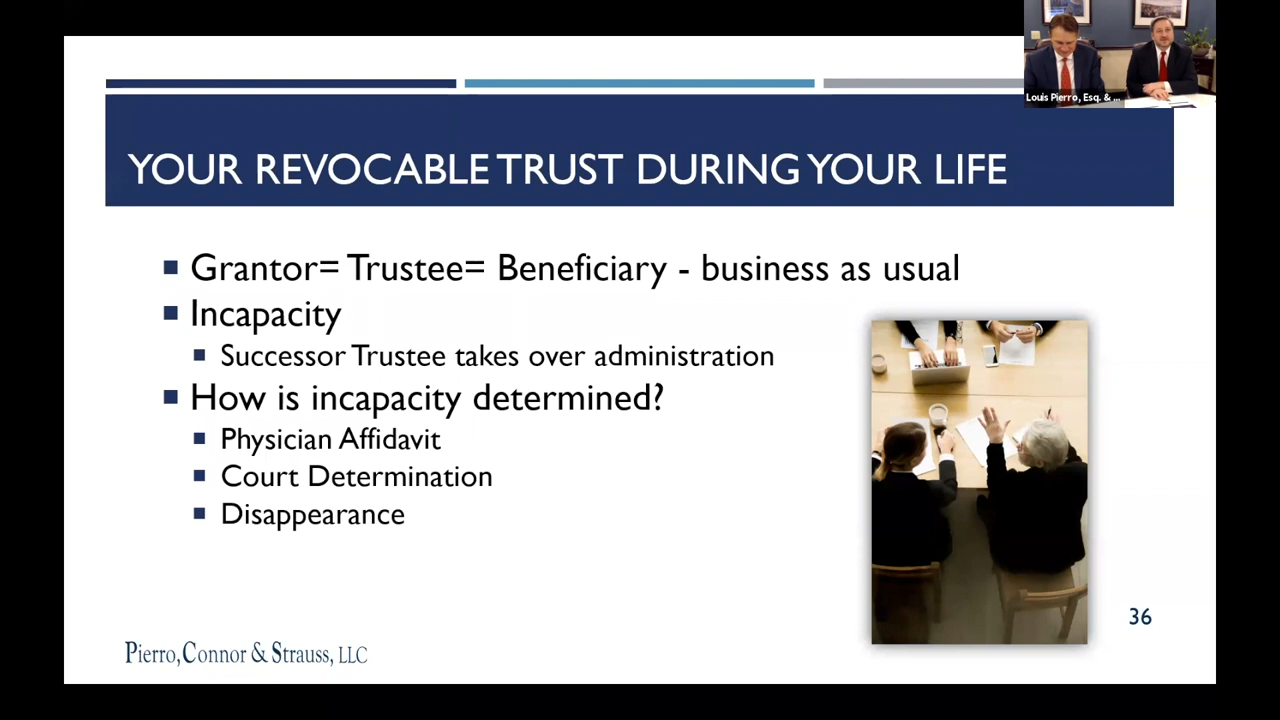 Louis Pierro, Esq. & ...
YOUR REVOCABLE TRUST DURING YOUR LIFE
Grantor= Trustee= Beneficiary - business as usual
Incapacity
Successor Trustee takes over administration
How is incapacity determined?
Physician Affidavit
Court Determination
Disappearance
36
Pierro, Connor & Strauss, LLC